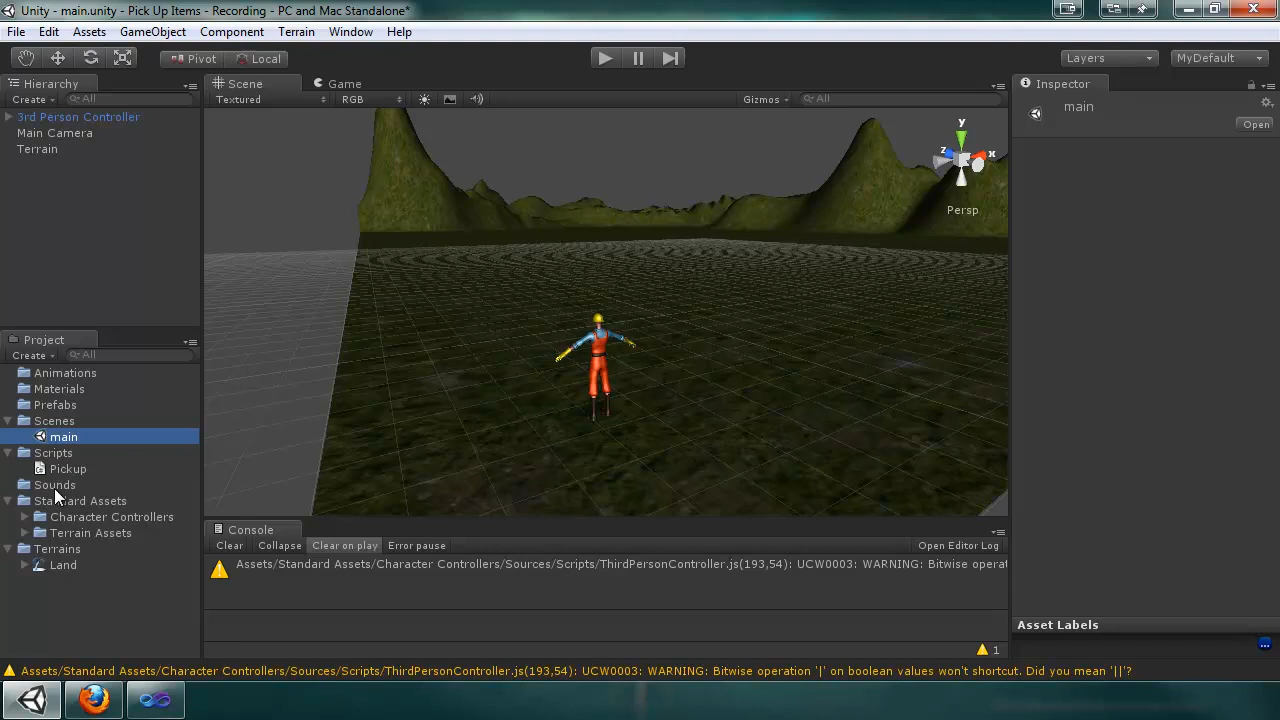 Unity - main.unity - Pick Up Items - Recording - PC and Mac Standalone*
File Edit Assets GameObject Component Terrain Window Help
Pivot Local Layers MyDefault
Hierarchy
Create All
3rd Person Controller
Main Camera
Terrain
Scene Game
Textured RGB Gizmos All
y
z x
Persp
Inspector
main
Open
Project
Create All
Animations
Materials
Prefabs
Scenes
main
Scripts
Pickup
Sounds
Standard Assets
Character Controllers
Terrain Assets
Terrains
Land
Console
Clear Collapse Clear on play Error pause Open Editor Log
Assets/Standard Assets/Character Controllers/Sources/Scripts/ThirdPersonController.js(193,54): UCW0003: WARNING: Bitwise operat
1
Asset Labels
Assets/Standard Assets/Character Controllers/Sources/Scripts/ThirdPersonController.js(193,54): UCW0003: WARNING: Bitwise operation '|' on boolean values won't shortcut. Did you mean '||'?